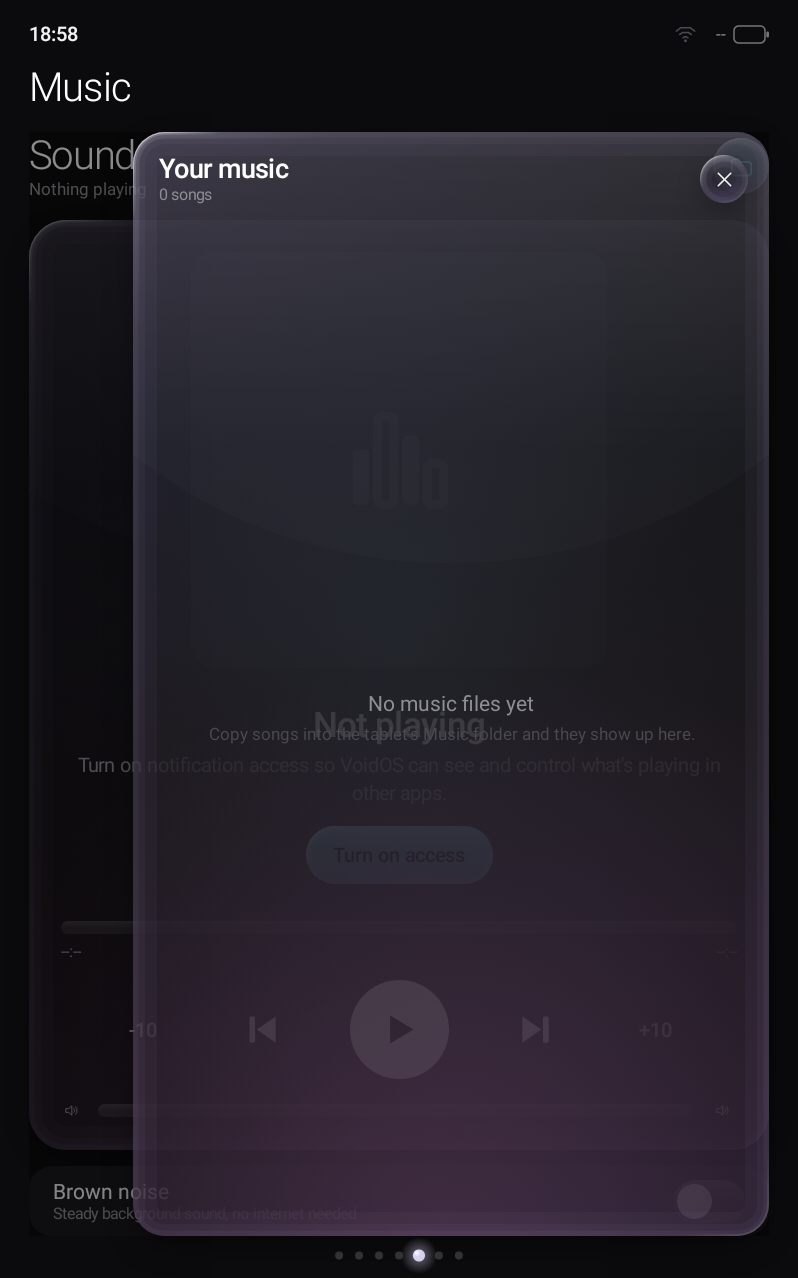 18:58
--
Music
Sound
Nothing playing
Your music
0 songs
No music files yet
Not playing
Copy songs into the tablet's Music folder and they show up here.
Turn on notification access so VoidOS can see and control what's playing in
other apps.
Turn on access
--:--
--:--
-10
+10
Brown noise
Steady background sound, no internet needed